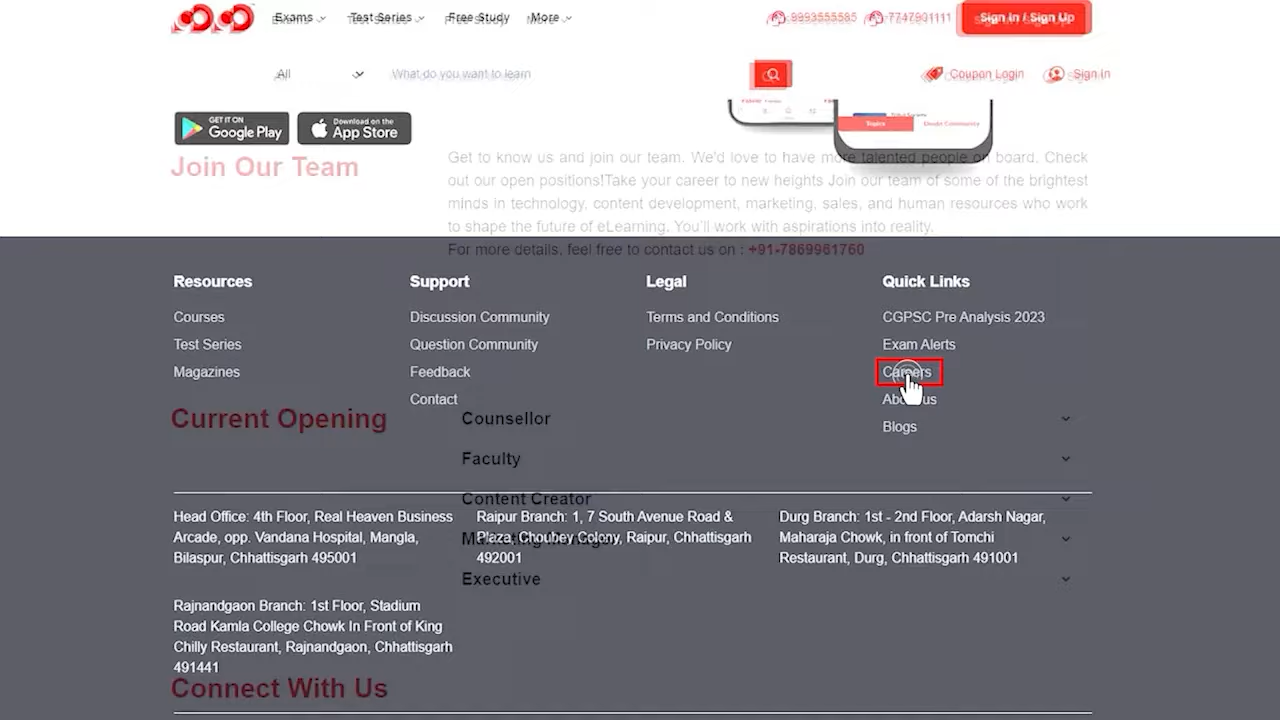 Exams Test Series Free Study More 8993555585 7747901111 Sign In / Sign Up
All What do you want to learn Coupon Login Sign In
GET IT ON
Google Play
Download on the
App Store
Topics Doubt Community
Join Our Team
Get to know us and join our team. We'd love to have more talented people on board. Check
out our open positions!Take your career to new heights Join our team of some of the brightest
minds in technology, content development, marketing, sales, and human resources who work
to shape the future of eLearning. You'll work with aspirations into reality.
For more details, feel free to contact us on : +91-7869961760
Resources
Courses
Test Series
Magazines
Support
Discussion Community
Question Community
Feedback
Contact
Legal
Terms and Conditions
Privacy Policy
Quick Links
CGPSC Pre Analysis 2023
Exam Alerts
Careers
About us
Blogs
Current Opening
Counsellor
Faculty
Content Creator
Marketing Manager
Executive
Head Office: 4th Floor, Real Heaven Business
Arcade, opp. Vandana Hospital, Mangla,
Bilaspur, Chhattisgarh 495001
Raipur Branch: 1, 7 South Avenue Road &
Plaza, Choubey Colony, Raipur, Chhattisgarh
492001
Durg Branch: 1st - 2nd Floor, Adarsh Nagar,
Maharaja Chowk, in front of Tomchi
Restaurant, Durg, Chhattisgarh 491001
Rajnandgaon Branch: 1st Floor, Stadium
Road Kamla College Chowk In Front of King
Chilly Restaurant, Rajnandgaon, Chhattisgarh
491441
Connect With Us